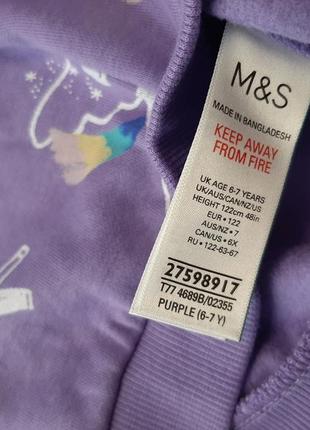 M&S
MADE IN BANGLADESH
KEEP AWAY
FROM FIRE
UK AGE 6-7 YEARS
UK/AUS/CAN/NZ/US
HEIGHT 122cm 48in
EUR • 122
AUS/NZ • 7
CAN/US • 6X
RU • 122-63-67
27598917
T77 4689B/02355
PURPLE (6-7 Y)